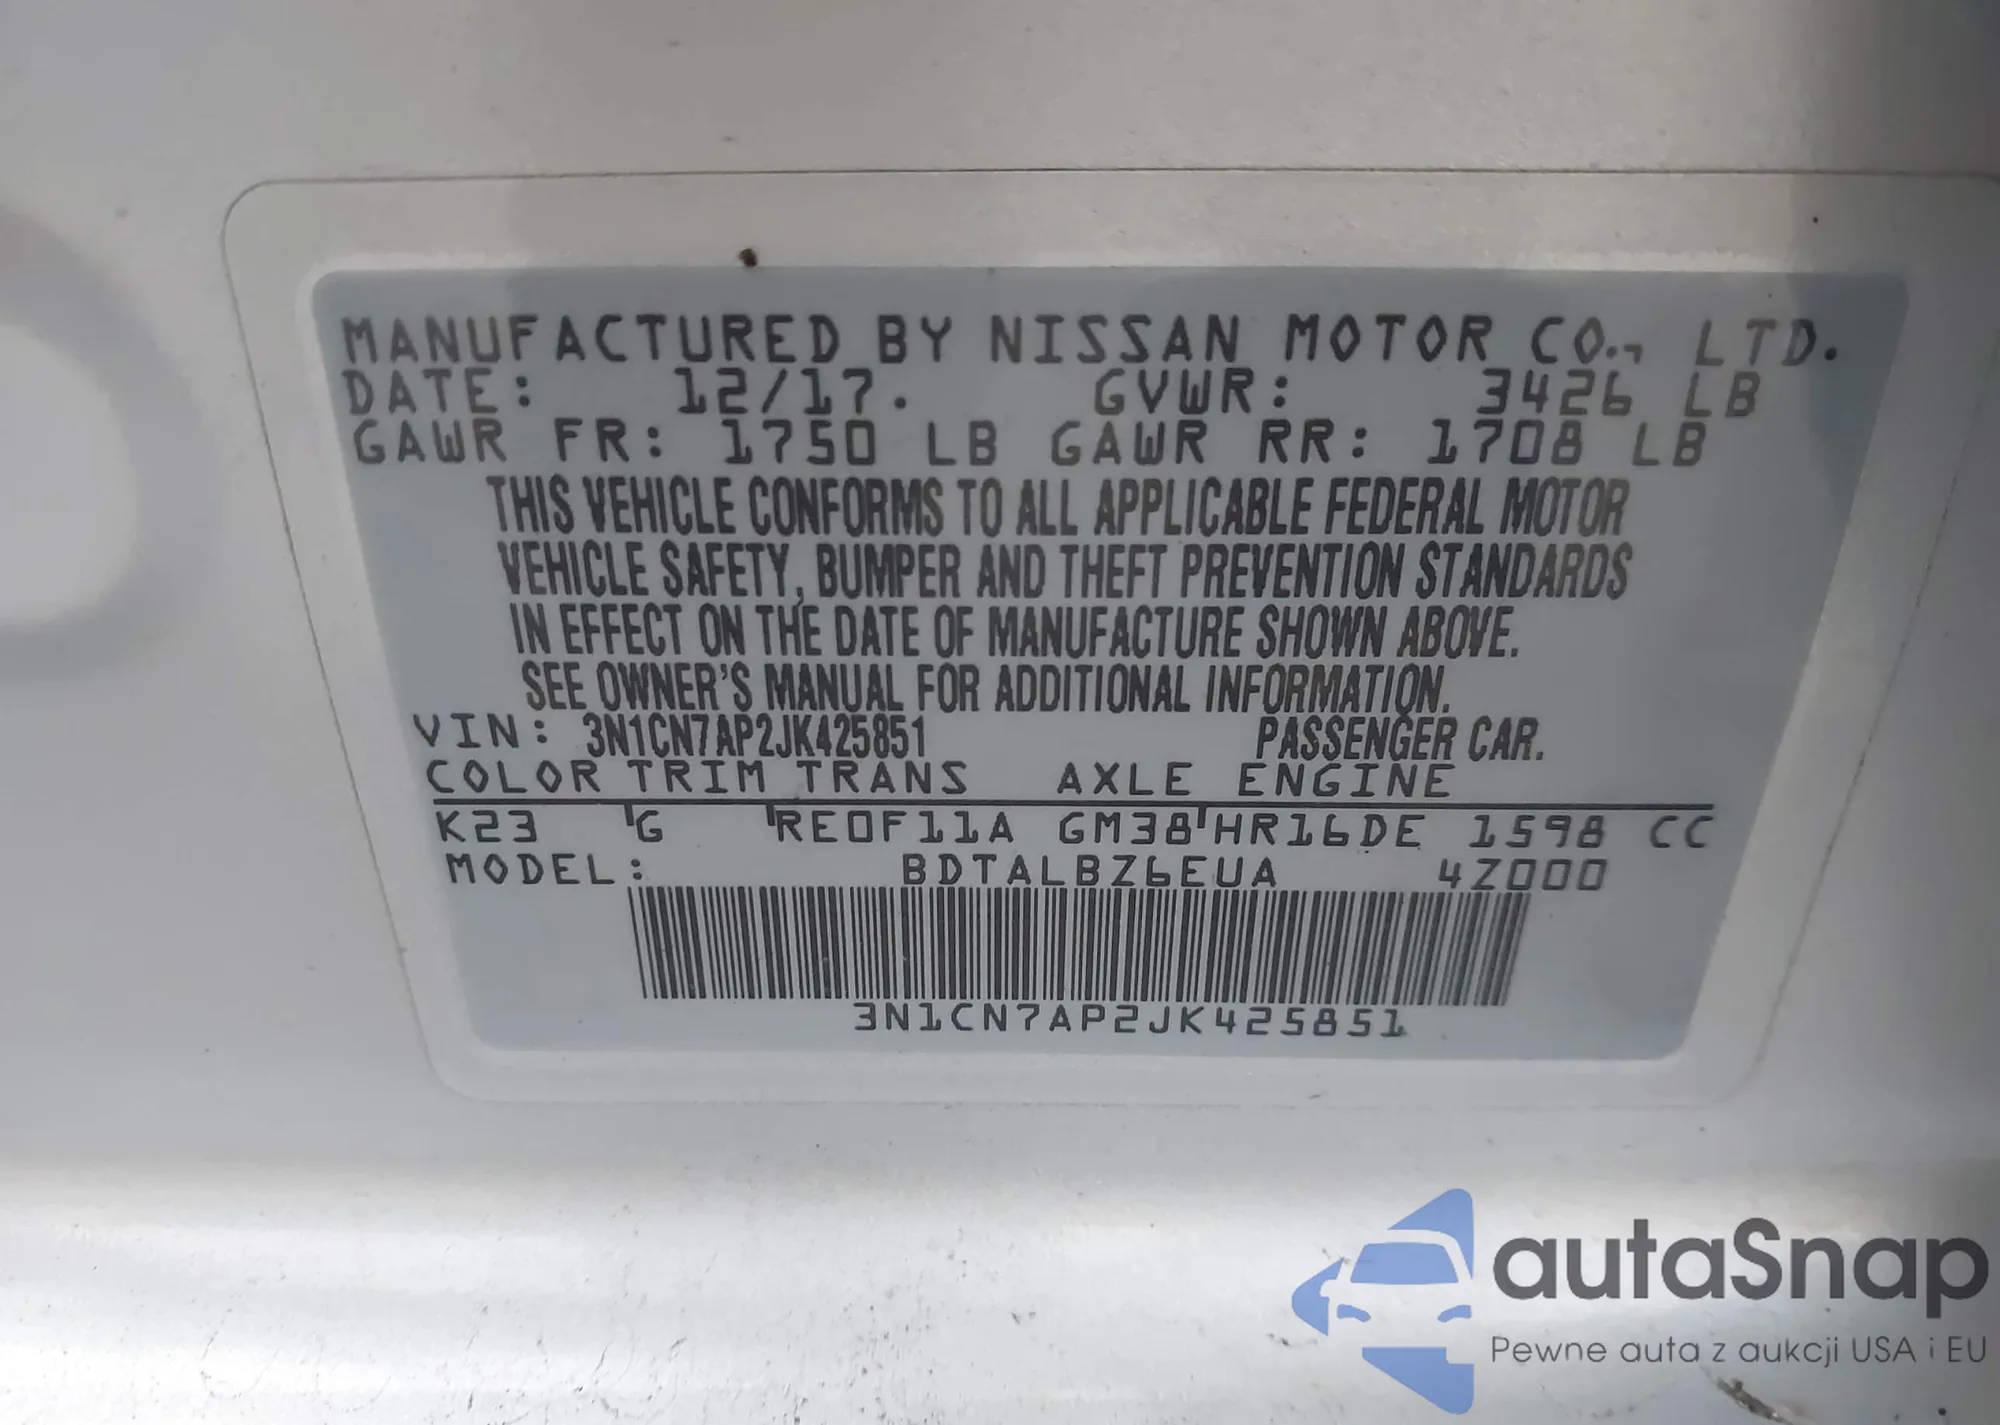 MANUFACTURED BY NISSAN MOTOR CO., LTD.
DATE: 12/17. GVWR: 3426 LB
GAWR FR: 1750 LB GAWR RR: 1708 LB
THIS VEHICLE CONFORMS TO ALL APPLICABLE FEDERAL MOTOR
VEHICLE SAFETY, BUMPER AND THEFT PREVENTION STANDARDS
IN EFFECT ON THE DATE OF MANUFACTURE SHOWN ABOVE.
SEE OWNER'S MANUAL FOR ADDITIONAL INFORMATION.
VIN: 3N1CN7AP2JK425851 PASSENGER CAR.
COLOR TRIM TRANS AXLE ENGINE
K23 G RE0F11A GM38 HR16DE 1598 CC
MODEL: BDTALBZ6EUA 4Z000
3N1CN7AP2JK425851
autaSnap
Pewne auta z aukcji USA i EU